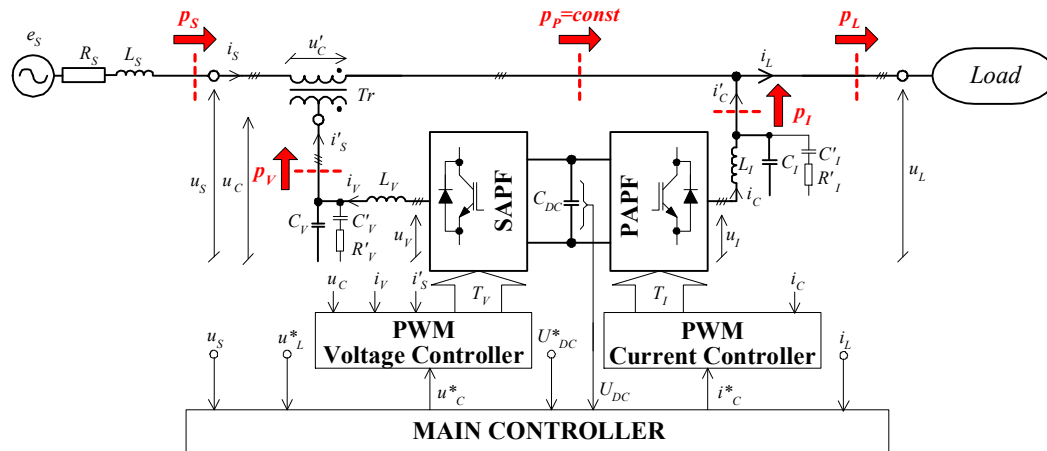 p_S
p_P=const
p_L
e_S
R_S
L_S
i_S
u'_C
Tr
i_L
Load
i'_C
p_I
i'_S
p_V
u_S
u_C
i_V
L_V
C_V
C'_V
R'_V
u_V
SAPF
C_DC
PAPF
L_I
C_I
C'_I
R'_I
i_C
u_I
u_L
u_C
i_V
i'_S
T_V
T_I
i_C
PWM
Voltage Controller
PWM
Current Controller
u_S
u*_L
U*_DC
i_L
u*_C
U_DC
i*_C
MAIN CONTROLLER